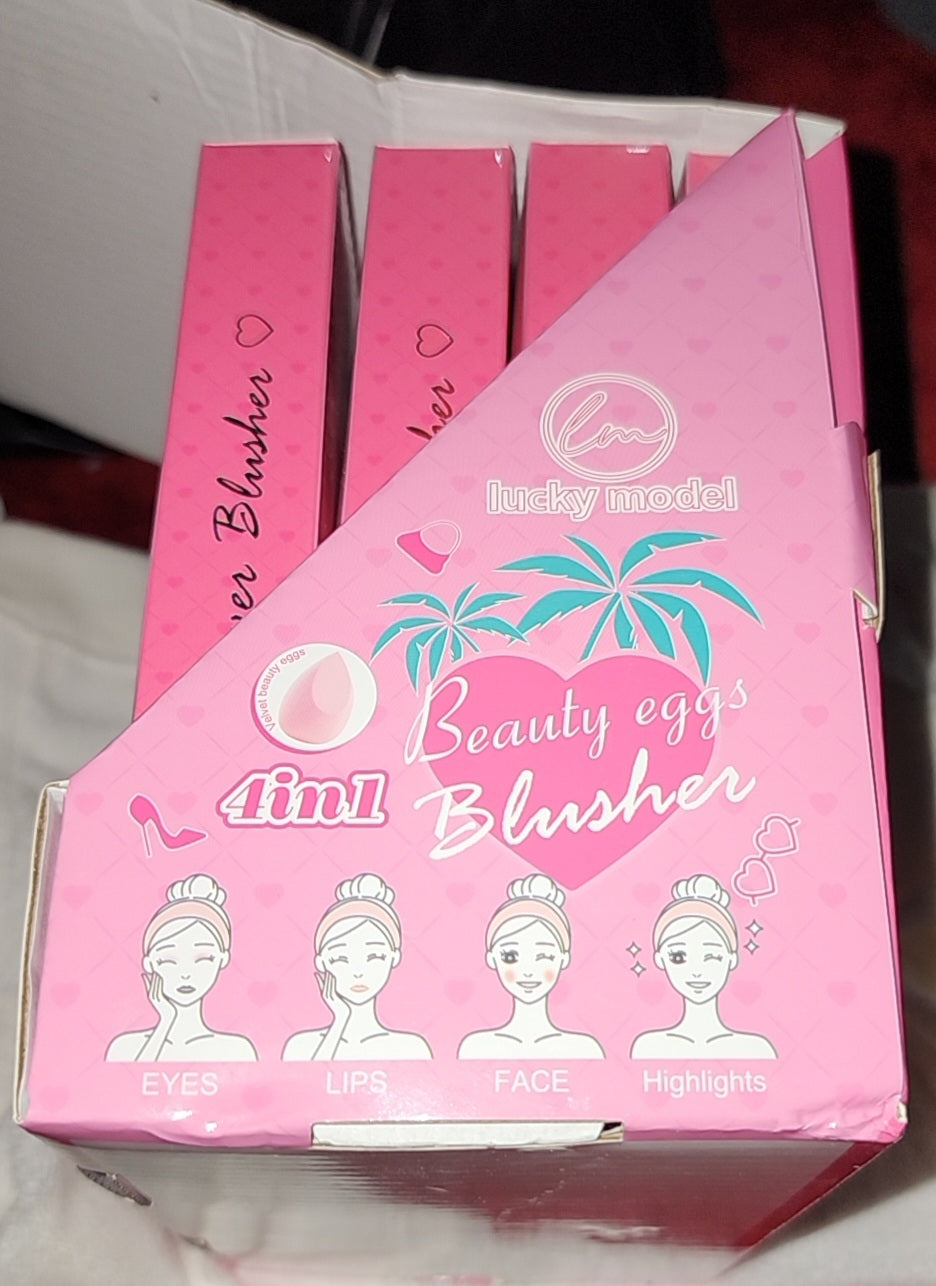 Blusher ♡
lm
lucky model
Velvet beauty eggs
4in1
Beauty eggs
Blusher
EYES
LIPS
FACE
Highlights